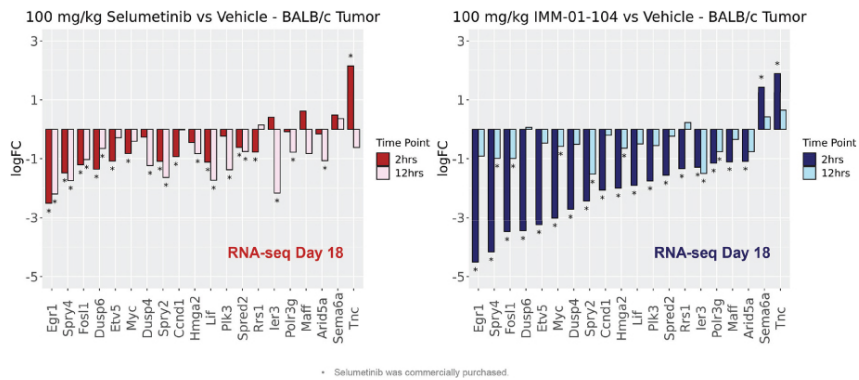 100 mg/kg Selumetinib vs Vehicle - BALB/c Tumor
3
1
-1
-3
-5
logFC
Time Point
2hrs
12hrs
RNA-seq Day 18
Egr1
Spry4
Fosl1
Dusp6
Etv5
Myc
Dusp4
Spry2
Ccnd1
Hmga2
Lif
Plk3
Spred2
Rrs1
Ier3
Polr3g
Maff
Arid5a
Sema6a
Tnc
100 mg/kg IMM-01-104 vs Vehicle - BALB/c Tumor
3
1
-1
-3
-5
logFC
Time Point
2hrs
12hrs
RNA-seq Day 18
Egr1
Spry4
Fosl1
Dusp6
Etv5
Myc
Dusp4
Spry2
Ccnd1
Hmga2
Lif
Plk3
Spred2
Rrs1
Ier3
Polr3g
Maff
Arid5a
Sema6a
Tnc
• Selumetinib was commercially purchased.